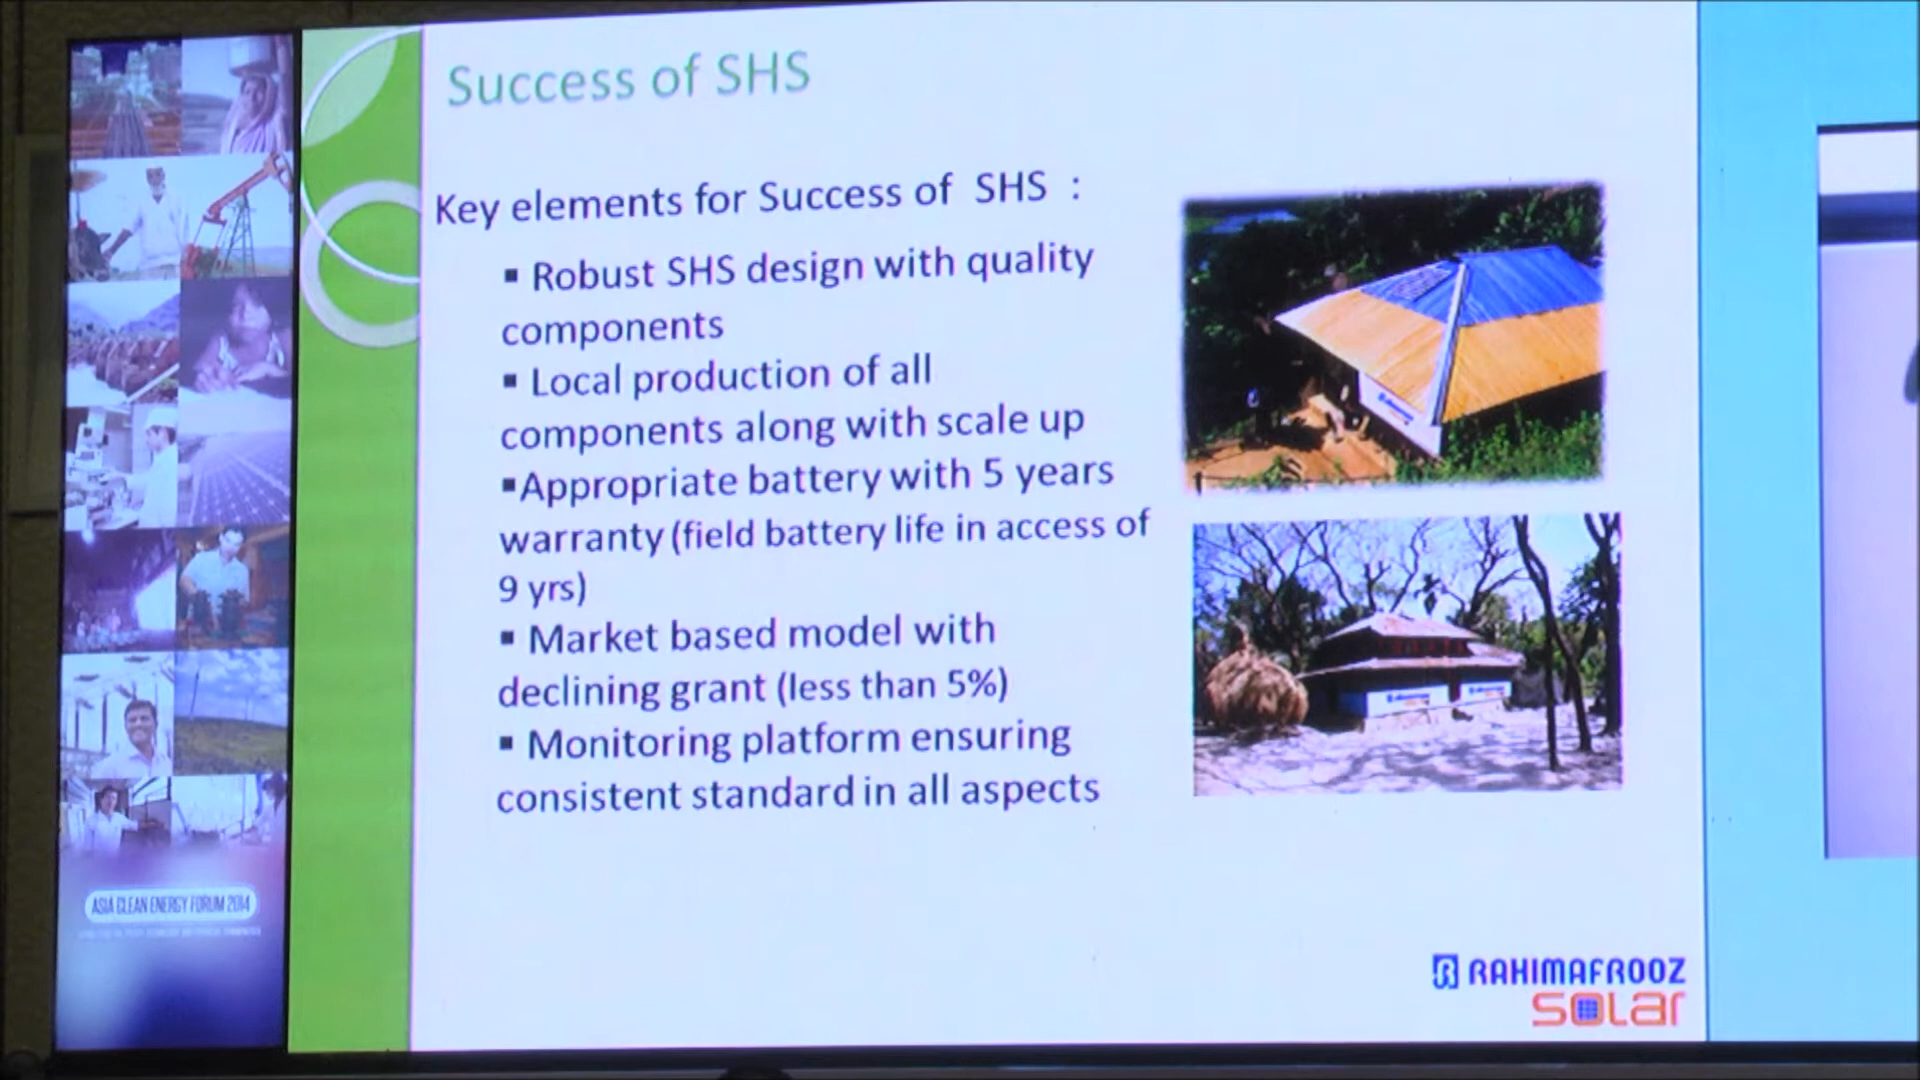 Success of SHS
Key elements for Success of SHS :
▪ Robust SHS design with quality
components
▪ Local production of all
components along with scale up
▪Appropriate battery with 5 years
warranty (field battery life in access of
9 yrs)
▪ Market based model with
declining grant (less than 5%)
▪ Monitoring platform ensuring
consistent standard in all aspects
ASIA CLEAN ENERGY FORUM 2014
RAHIMAFROOZ
SOLAR